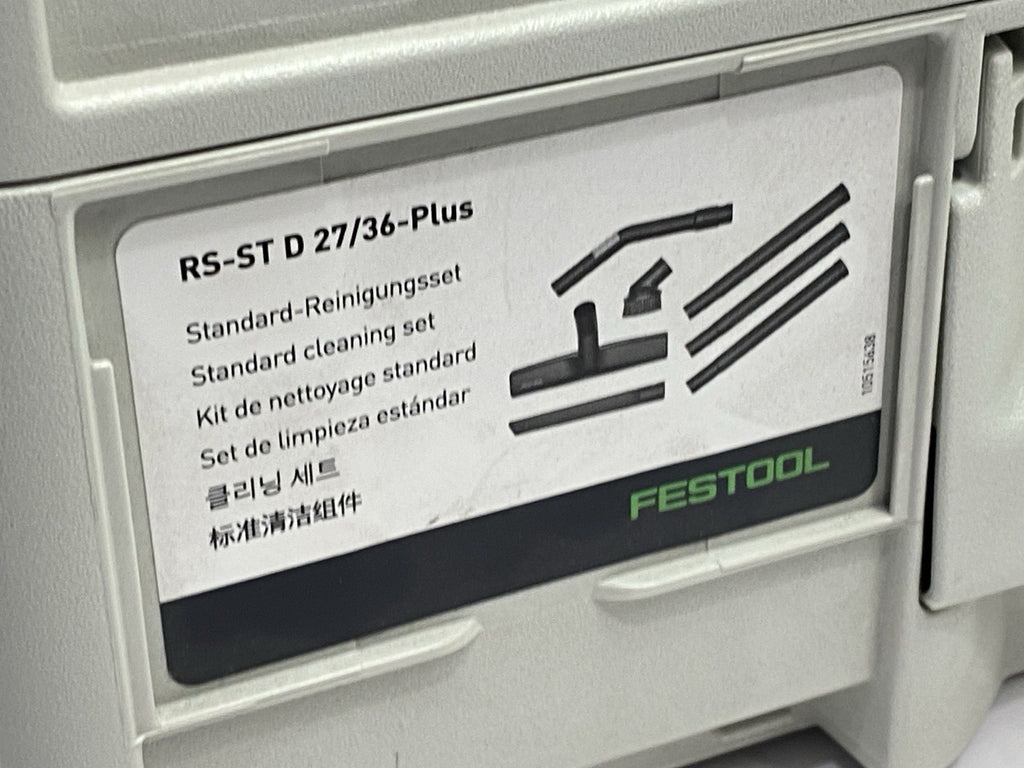 RS-ST D 27/36-Plus
Standard-Reinigungsset
Standard cleaning set
Kit de nettoyage standard
Set de limpieza estándar
클리닝 세트
标准清洁组件
10515638
FESTOOL